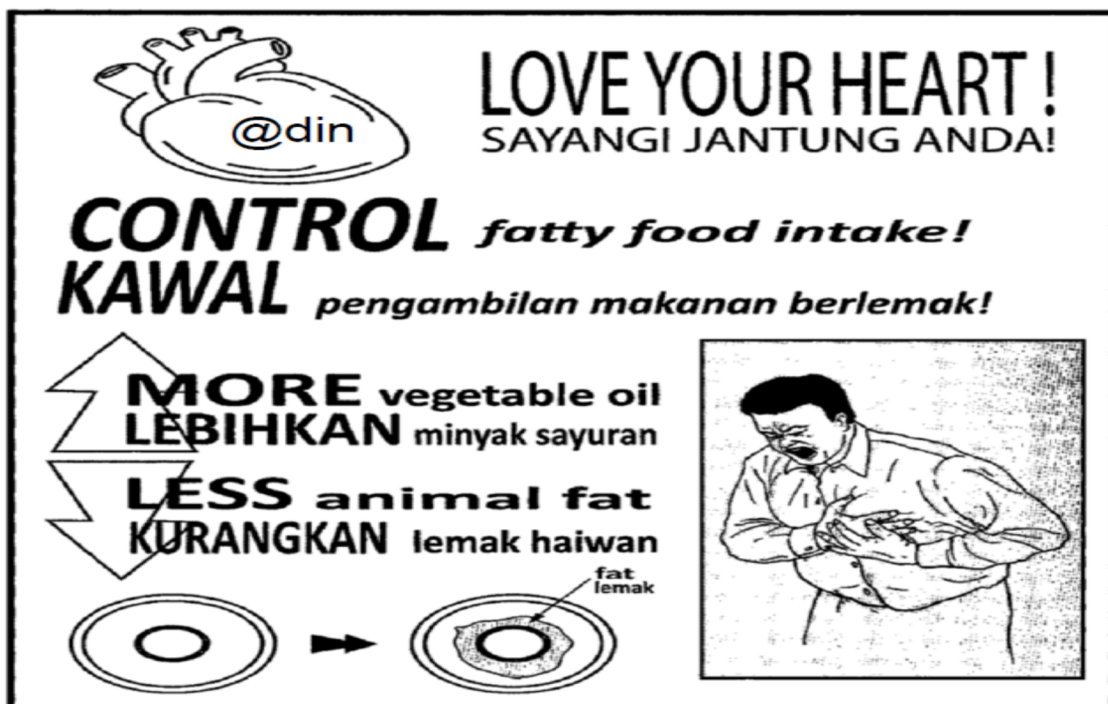 @din
LOVE YOUR HEART !
SAYANGI JANTUNG ANDA!
CONTROL fatty food intake!
KAWAL pengambilan makanan berlemak!
MORE vegetable oil
LEBIHKAN minyak sayuran
LESS animal fat
KURANGKAN lemak haiwan
fat
lemak